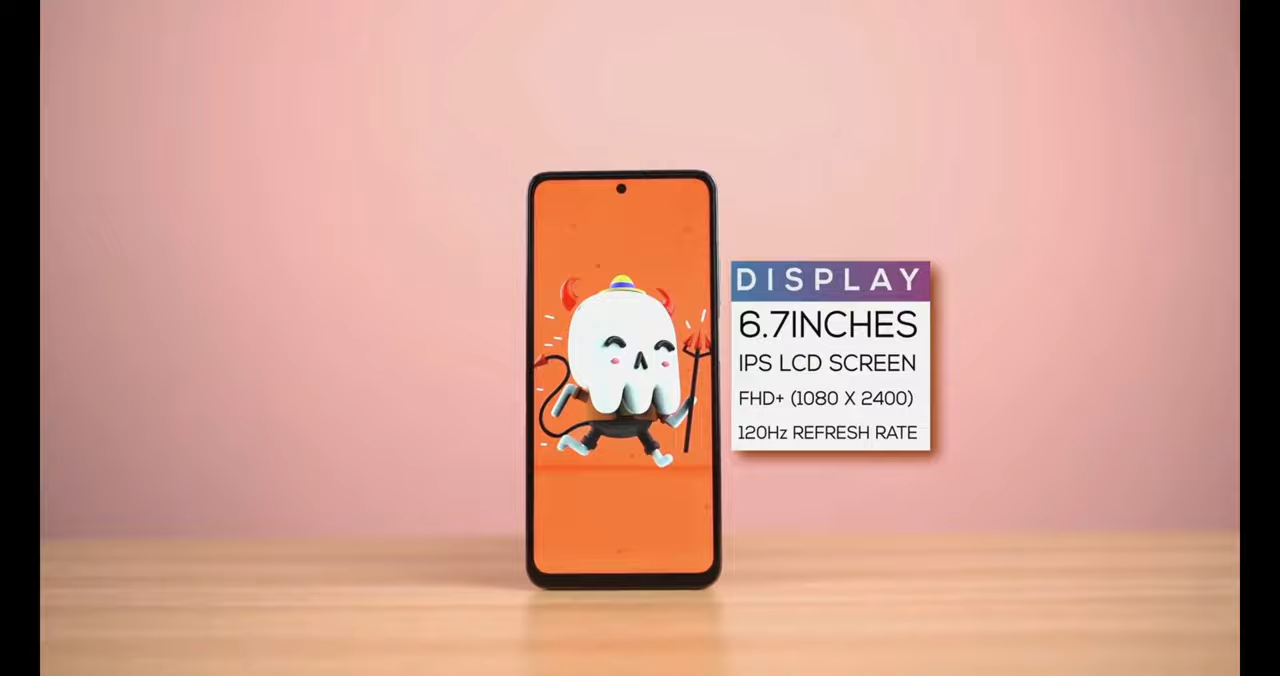 DISPLAY
6.7INCHES
IPS LCD SCREEN
FHD+ (1080 X 2400)
120Hz REFRESH RATE